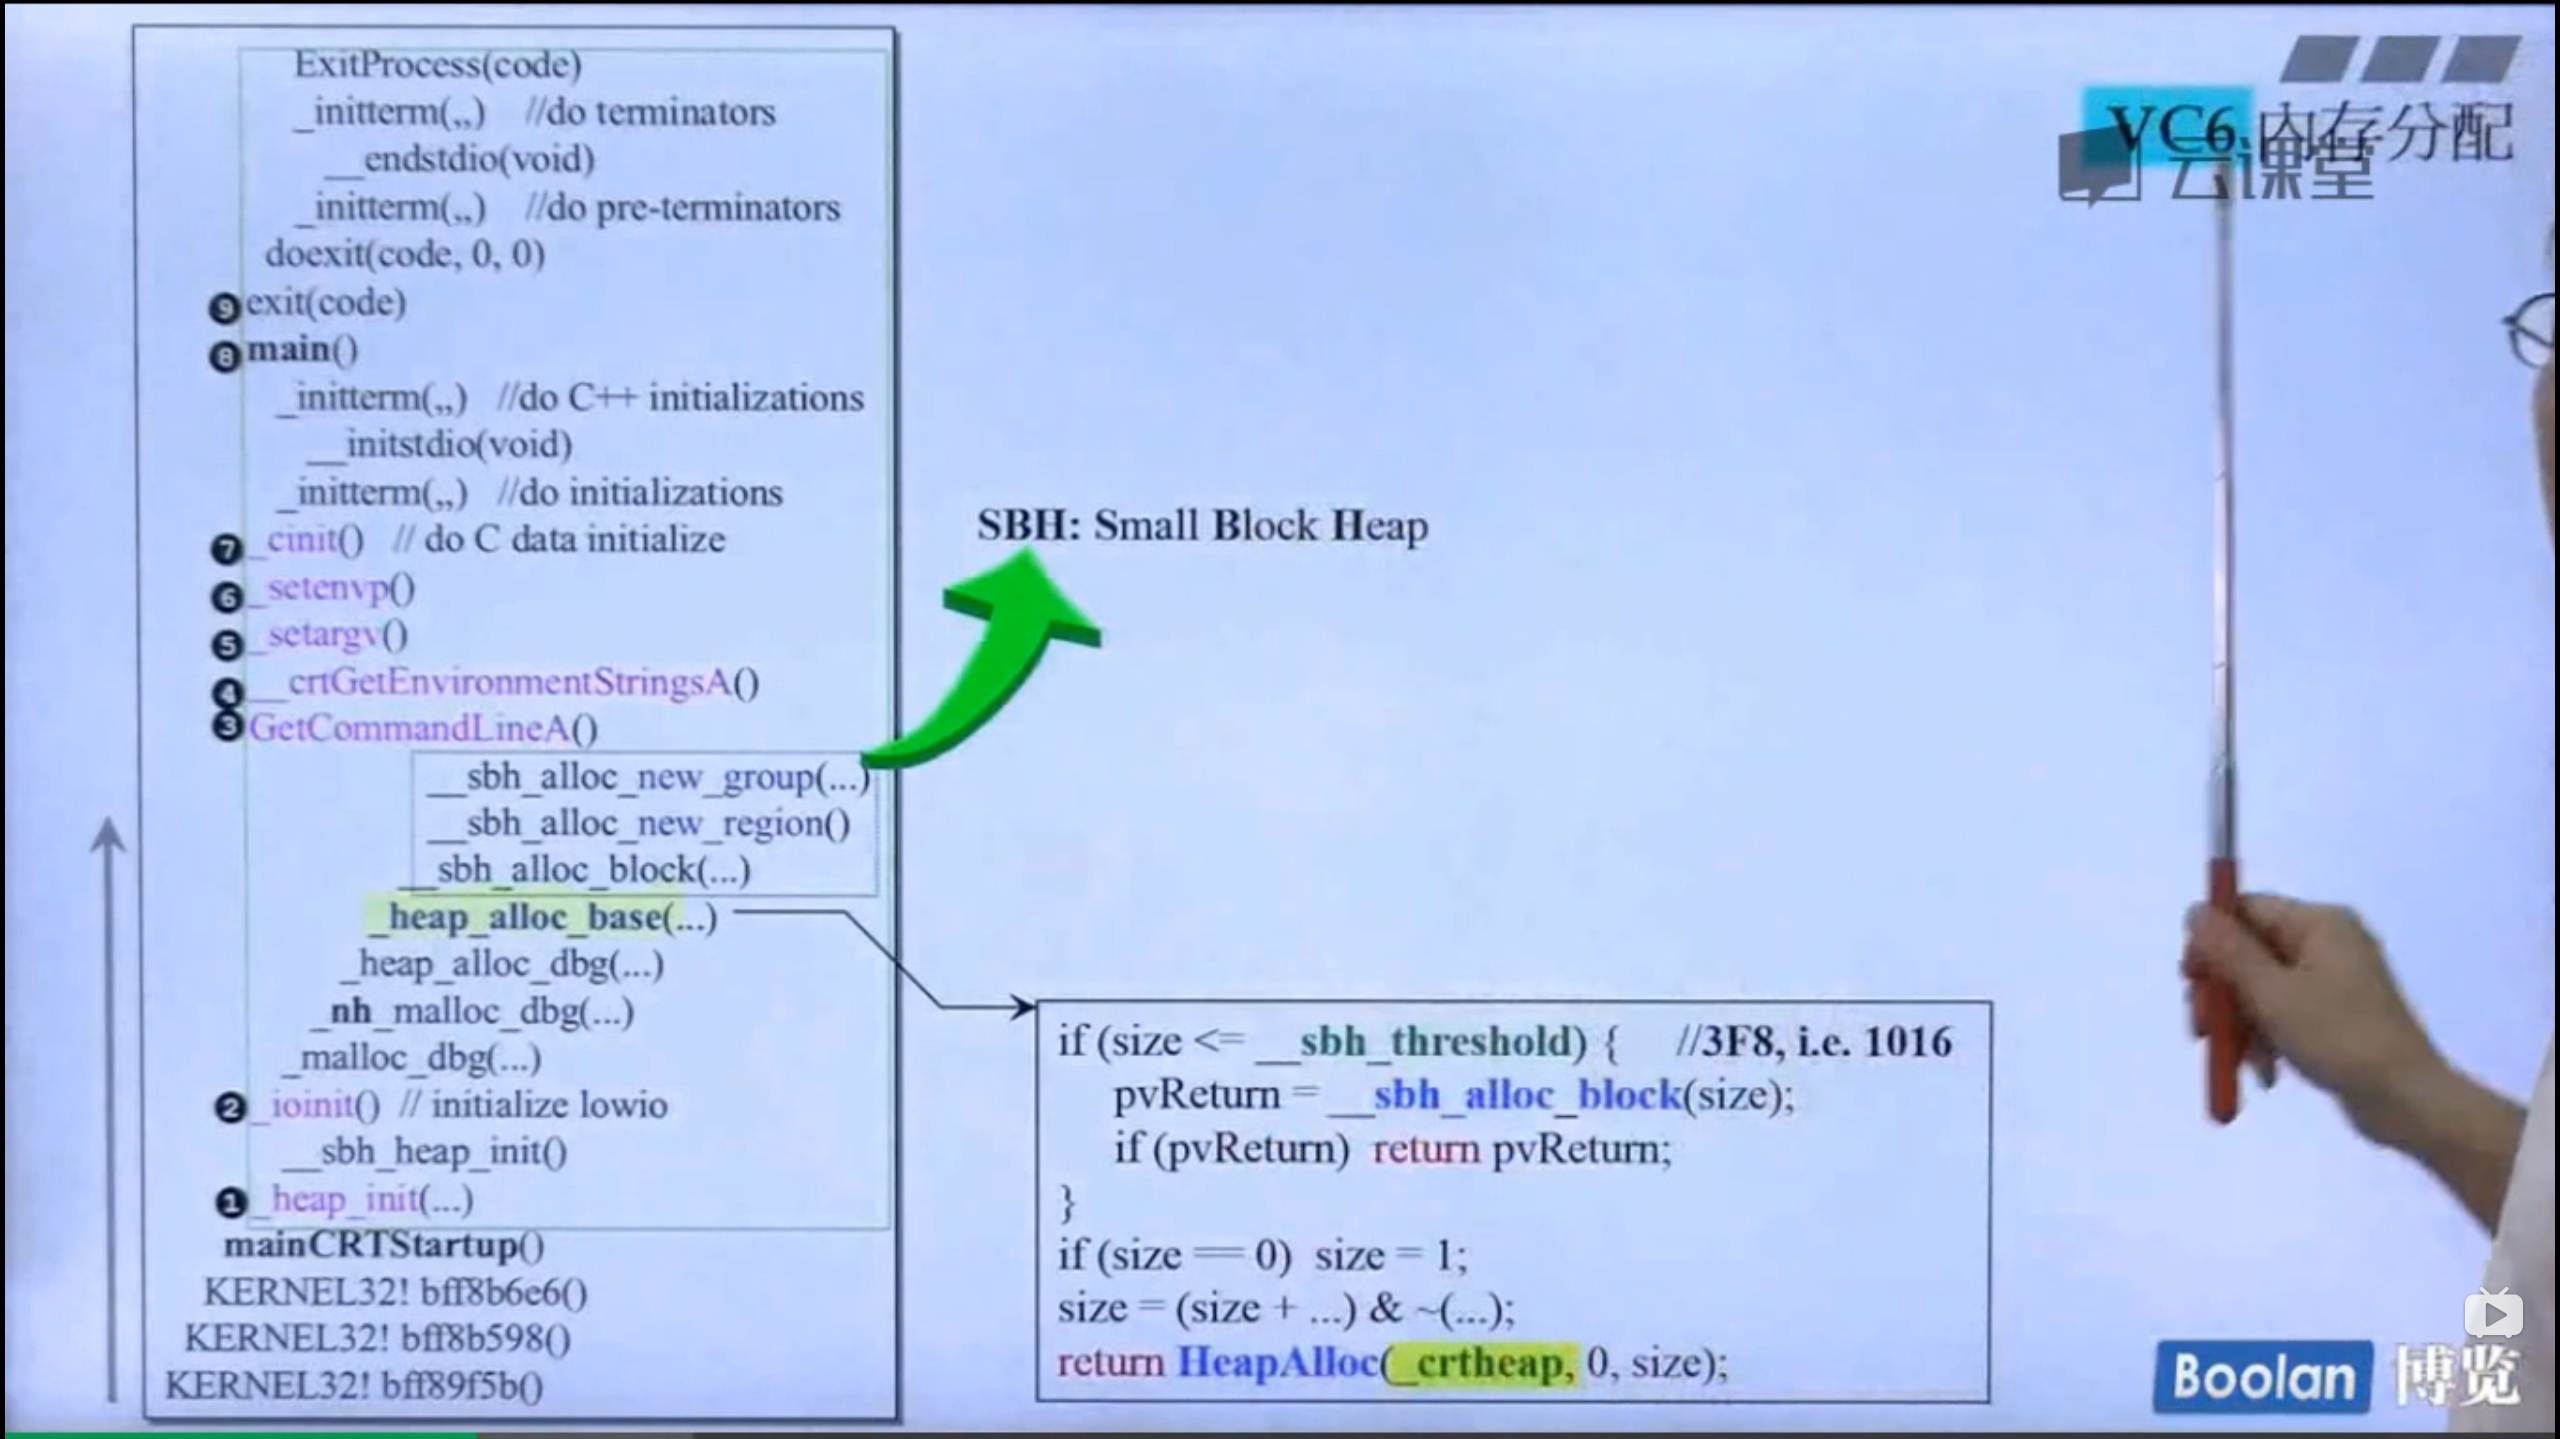 ExitProcess(code)
_initterm(,,) //do terminators
__endstdio(void)
_initterm(,,) //do pre-terminators
doexit(code, 0, 0)
❾ exit(code)
❽ main()
_initterm(,,) //do C++ initializations
__initstdio(void)
_initterm(,,) //do initializations
❼ _cinit() // do C data initialize
❻ _setenvp()
❺ _setargv()
❹ __crtGetEnvironmentStringsA()
❸ GetCommandLineA()
__sbh_alloc_new_group(...)
__sbh_alloc_new_region()
__sbh_alloc_block(...)
_heap_alloc_base(...)
_heap_alloc_dbg(...)
_nh_malloc_dbg(...)
_malloc_dbg(...)
❷ _ioinit() // initialize lowio
__sbh_heap_init()
❶ _heap_init(...)
mainCRTStartup()
KERNEL32! bff8b6e6()
KERNEL32! bff8b598()
KERNEL32! bff89f5b()
VC6 内存分配
云课堂
SBH: Small Block Heap
if (size <= __sbh_threshold) { //3F8, i.e. 1016
pvReturn = __sbh_alloc_block(size);
if (pvReturn) return pvReturn;
}
if (size == 0) size = 1;
size = (size + ...) & ~(...);
return HeapAlloc(_crtheap, 0, size);
Boolan 博览